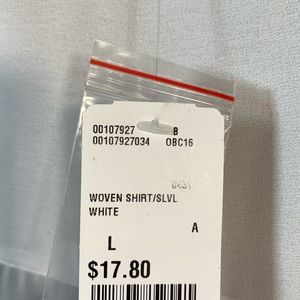 00107927 B
00107927034 OBC16
WOVEN SHIRT/SLVL
WHITE
A
L
$17.80